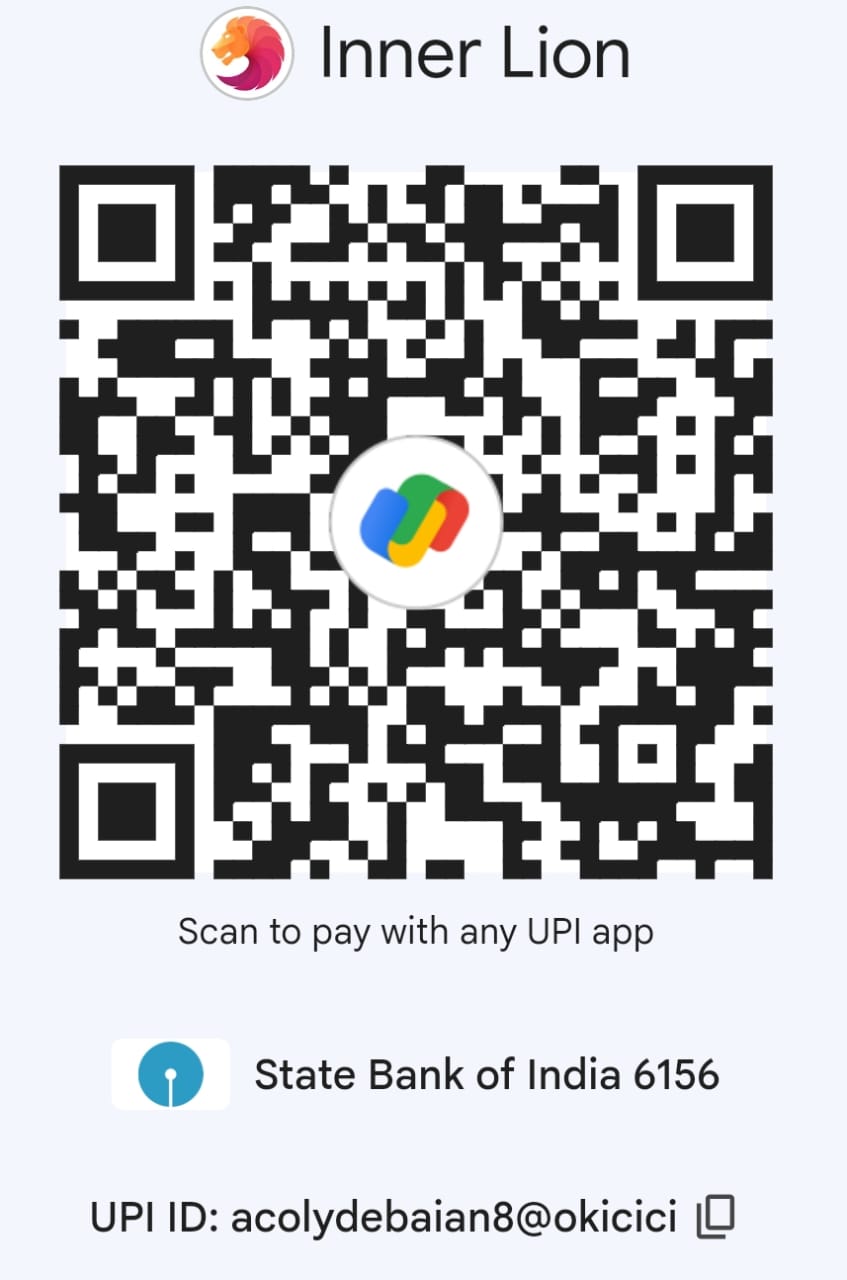 Inner Lion
Scan to pay with any UPI app
State Bank of India 6156
UPI ID: acolydebaian8@okicici